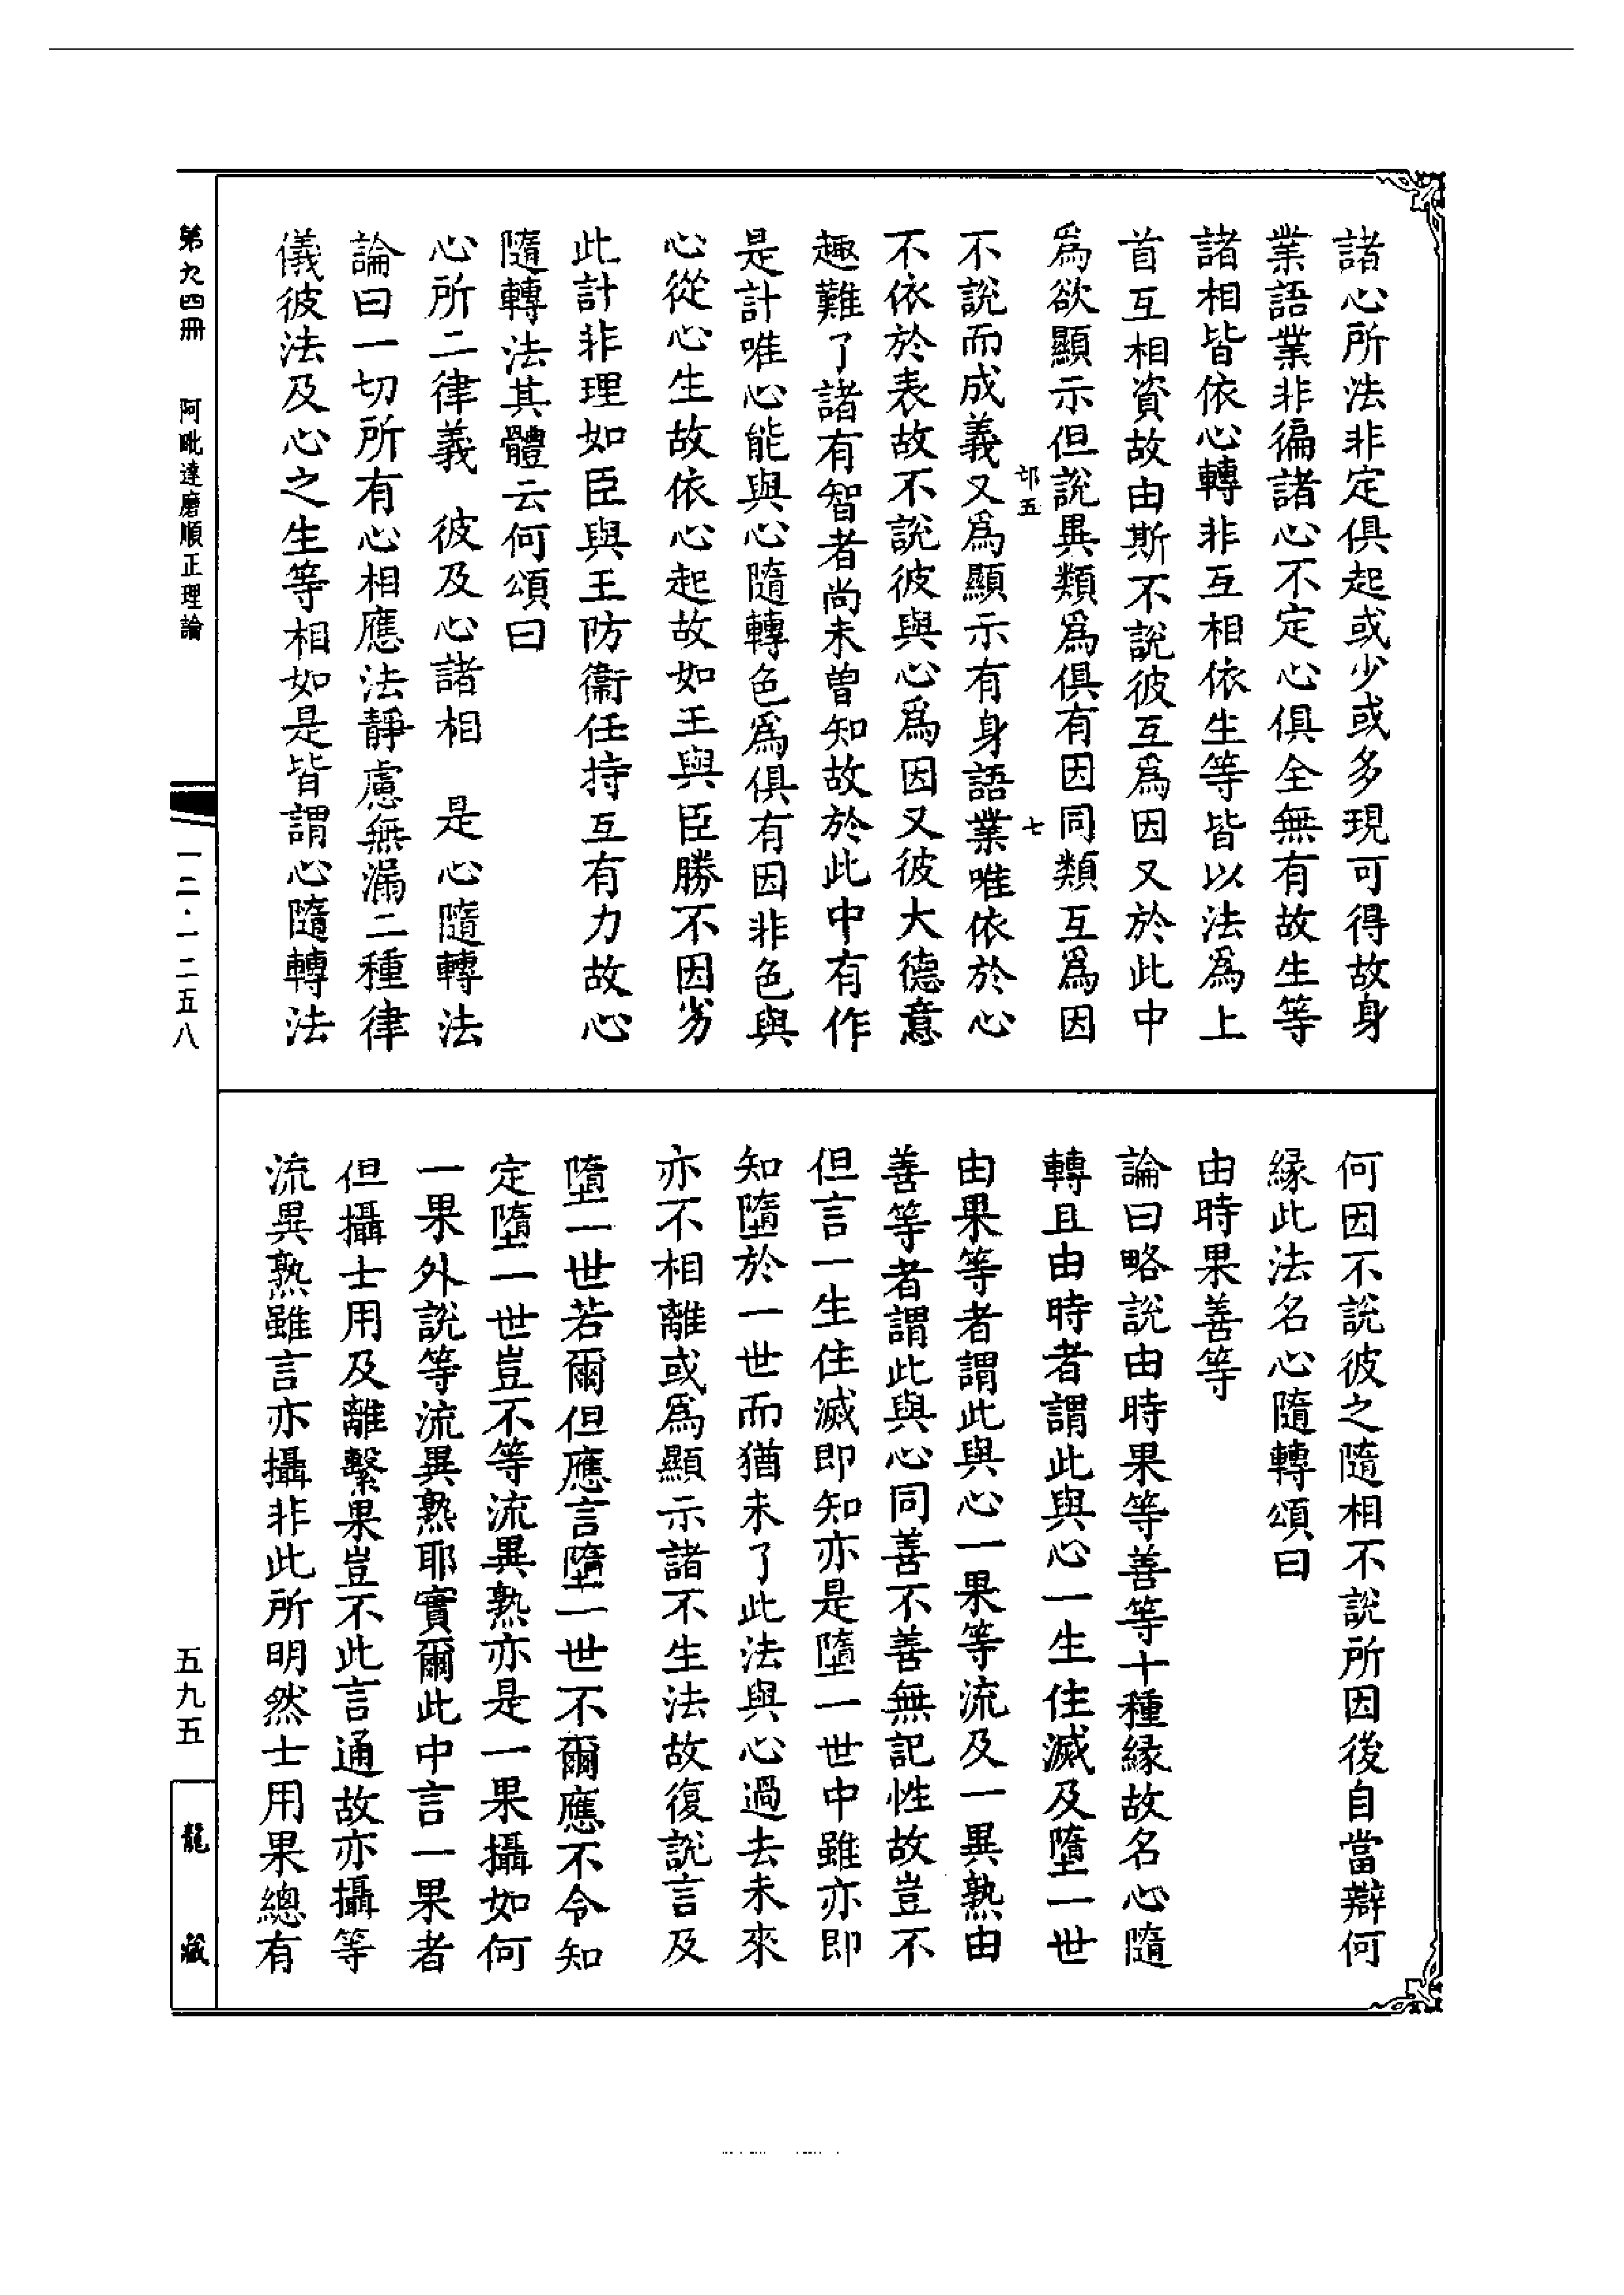 諸心所法非定俱起或少或多現可得故身
業語業非徧諸心不定心俱全無有故生等
諸相皆依心轉非互相依生等皆以法爲上
首互相資故由斯不說彼互爲因又於此中
爲欲顯示但說異類爲俱有因同類互爲因
邙五 七
不說而成義又爲顯示有身語業唯依於心
不依於表故不說彼與心爲因又彼大德意
趣難了諸有智者尚未曾知故於此中有作
是計唯心能與心隨轉色爲俱有因非色與
心從心生故依心起故如王與臣勝不因劣
此計非理如臣與王防衞任持互有力故心
隨轉法其體云何頌曰
心所二律義 彼及心諸相 是心隨轉法
論曰一切所有心相應法靜慮無漏二種律
儀彼法及心之生等相如是皆謂心隨轉法
何因不說彼之隨相不說所因後自當辯何
緣此法名心隨轉頌曰
由時果善等
論曰略說由時果等善等十種緣故名心隨
轉且由時者謂此與心一生住滅及墮一世
由果等者謂此與心一果等流及一異熟由
善等者謂此與心同善不善無記性故豈不
但言一生住滅即知亦是墮一世中雖亦即
知墮於一世而猶未了此法與心過去未來
亦不相離或爲顯示諸不生法故復說言及
墮一世若爾但應言墮一世不爾應不令知
定墮一世豈不等流異熟亦是一果攝如何
一果外說等流異熟耶實爾此中言一果者
但攝士用及離繫果豈不此言通故亦攝等
流異熟雖言亦攝非此所明然士用果總有
第九四冊 阿毗達磨順正理論 一二·一二五八 五九五 龍藏